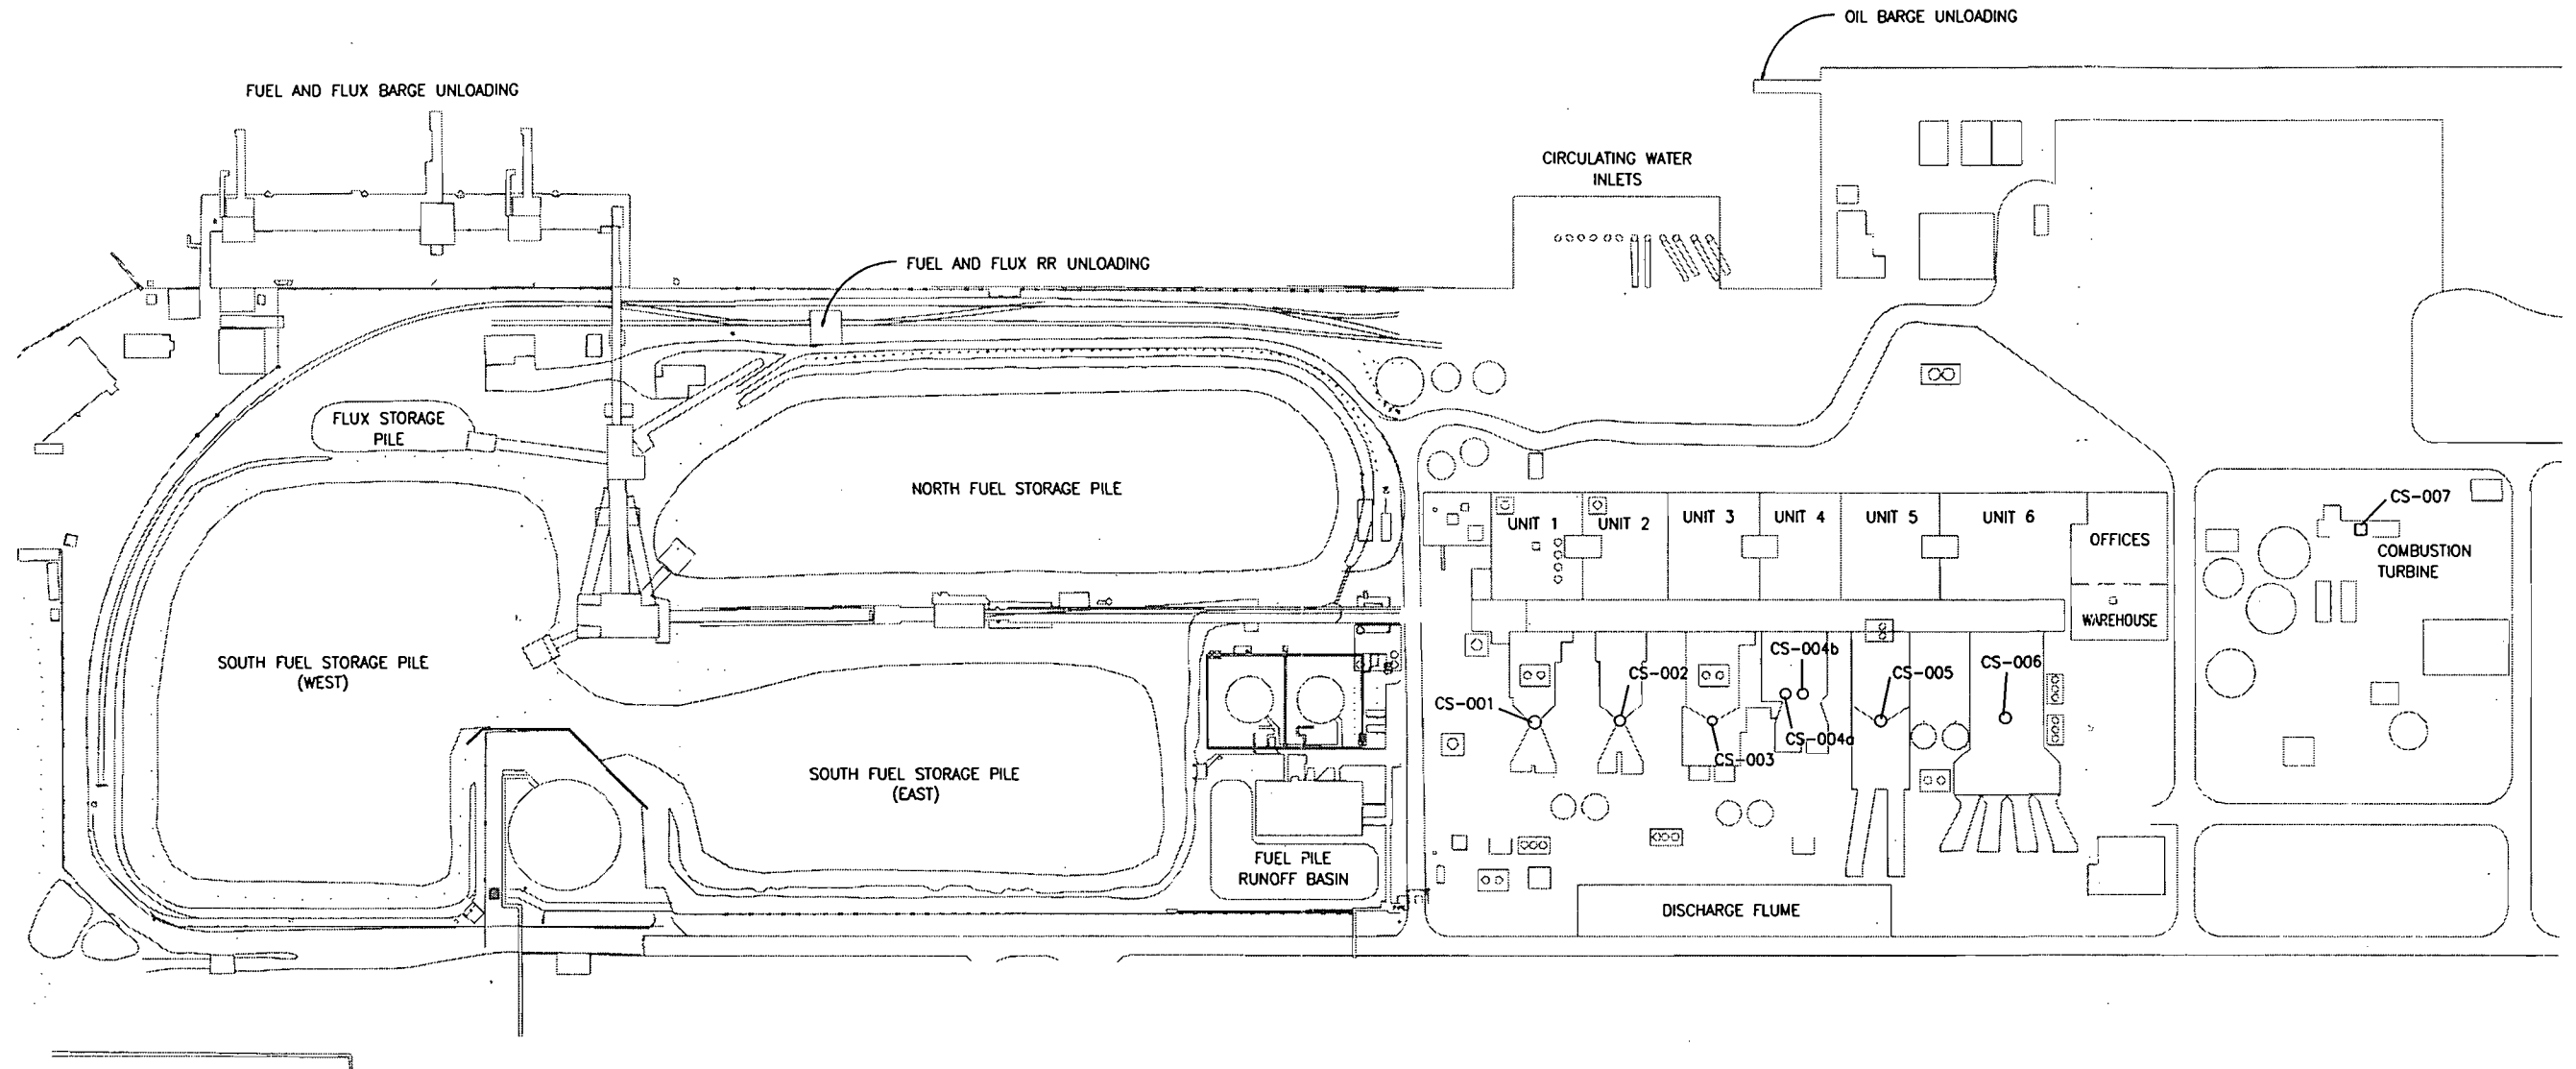 OIL BARGE UNLOADING
FUEL AND FLUX BARGE UNLOADING
CIRCULATING WATER
INLETS
FUEL AND FLUX RR UNLOADING
FLUX STORAGE
PILE
NORTH FUEL STORAGE PILE
UNIT 1
UNIT 2
UNIT 3
UNIT 4
UNIT 5
UNIT 6
OFFICES
WAREHOUSE
CS-007
COMBUSTION
TURBINE
SOUTH FUEL STORAGE PILE
(WEST)
CS-001
CS-002
CS-003
CS-004b
CS-004a
CS-005
CS-006
SOUTH FUEL STORAGE PILE
(EAST)
FUEL PILE
RUNOFF BASIN
DISCHARGE FLUME